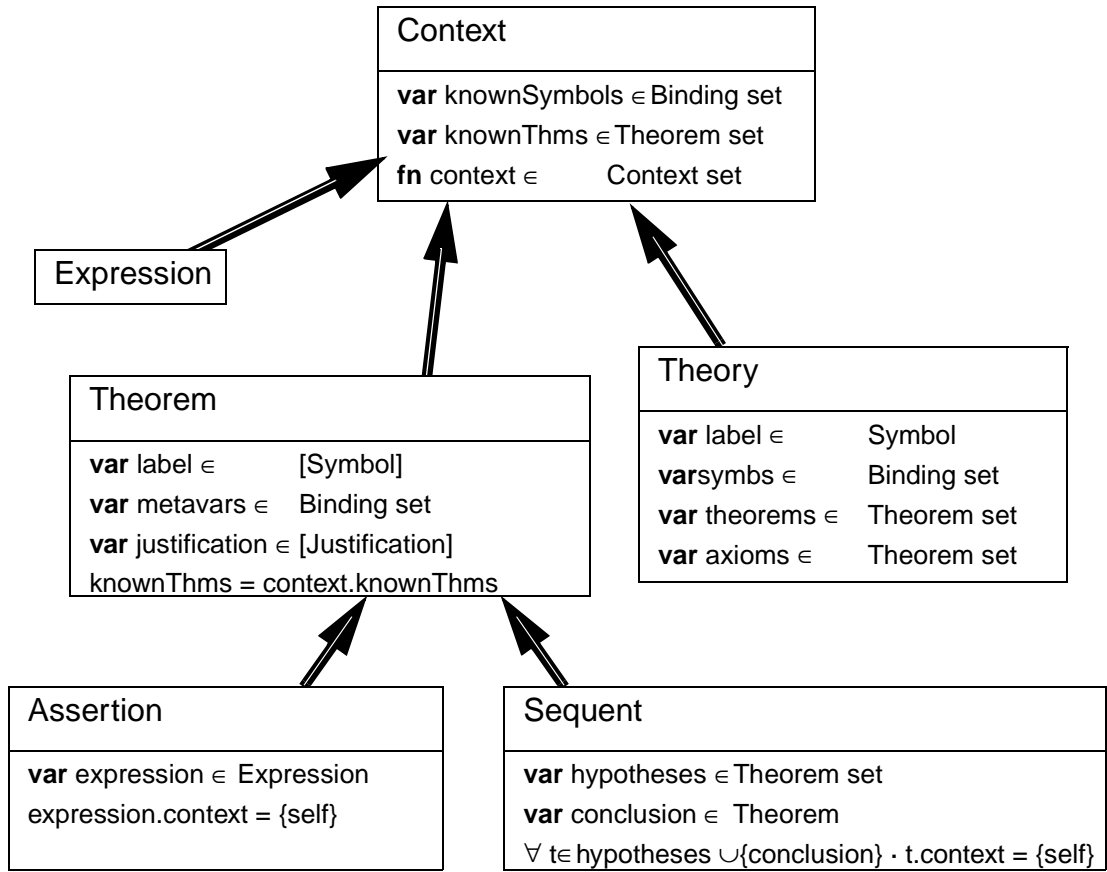 Context
var knownSymbols ∈ Binding set
var knownThms ∈ Theorem set
fn context ∈ Context set
Expression
Theorem
var label ∈ [Symbol]
var metavars ∈ Binding set
var justification ∈ [Justification]
knownThms = context.knownThms
Theory
var label ∈ Symbol
varsymbs ∈ Binding set
var theorems ∈ Theorem set
var axioms ∈ Theorem set
Assertion
var expression ∈ Expression
expression.context = {self}
Sequent
var hypotheses ∈ Theorem set
var conclusion ∈ Theorem
∀ t∈hypotheses ∪{conclusion} · t.context = {self}